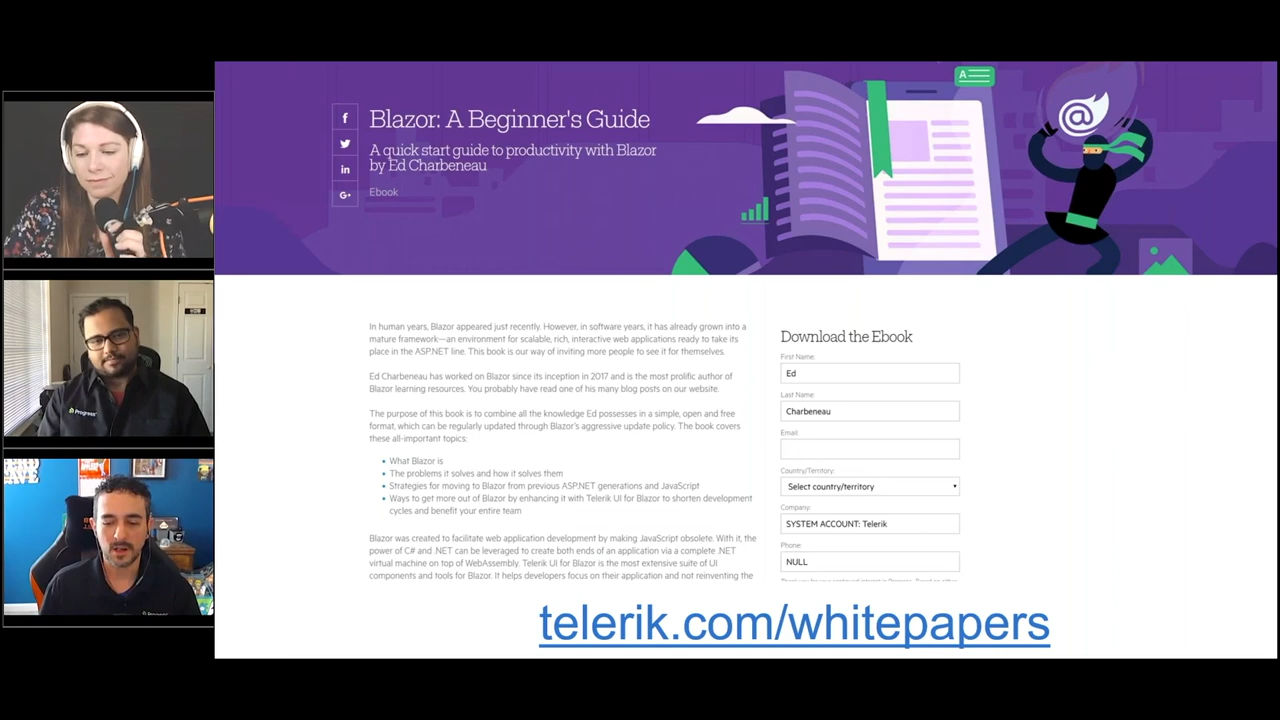 f
in
G+
Blazor: A Beginner's Guide
A quick start guide to productivity with Blazor
by Ed Charbeneau
Ebook
A
@
In human years, Blazor appeared just recently. However, in software years, it has already grown into a
mature framework—an environment for scalable, rich, interactive web applications ready to take its
place in the ASP.NET line. This book is our way of inviting more people to see it for themselves.
Ed Charbeneau has worked on Blazor since its inception in 2017 and is the most prolific author of
Blazor learning resources. You probably have read one of his many blog posts on our website.
The purpose of this book is to combine all the knowledge Ed possesses in a simple, open and free
format, which can be regularly updated through Blazor's aggressive update policy. The book covers
these all-important topics:
• What Blazor is
• The problems it solves and how it solves them
• Strategies for moving to Blazor from previous ASP.NET generations and JavaScript
• Ways to get more out of Blazor by enhancing it with Telerik UI for Blazor to shorten development
cycles and benefit your entire team
Blazor was created to facilitate web application development by making JavaScript obsolete. With it, the
power of C# and .NET can be leveraged to create both ends of an application via a complete .NET
virtual machine on top of WebAssembly. Telerik UI for Blazor is the most extensive suite of UI
components and tools for Blazor. It helps developers focus on their application and not reinventing the
Download the Ebook
First Name:
Ed
Last Name:
Charbeneau
Email:
Country/Territory:
Select country/territory
Company:
SYSTEM ACCOUNT: Telerik
Phone:
NULL
telerik.com/whitepapers
Progress